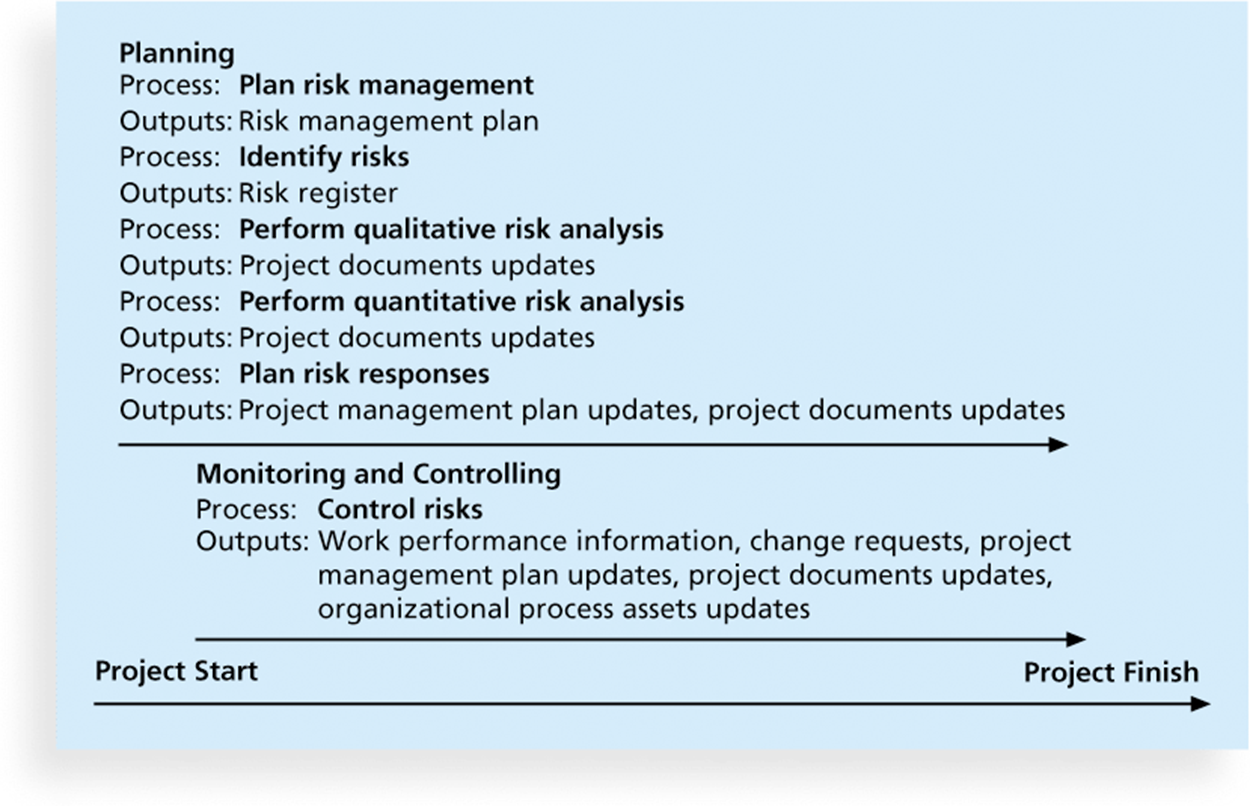 Planning
Process: Plan risk management
Outputs: Risk management plan
Process: Identify risks
Outputs: Risk register
Process: Perform qualitative risk analysis
Outputs: Project documents updates
Process: Perform quantitative risk analysis
Outputs: Project documents updates
Process: Plan risk responses
Outputs: Project management plan updates, project documents updates
Monitoring and Controlling
Process: Control risks
Outputs: Work performance information, change requests, project
management plan updates, project documents updates,
organizational process assets updates
Project Start Project Finish